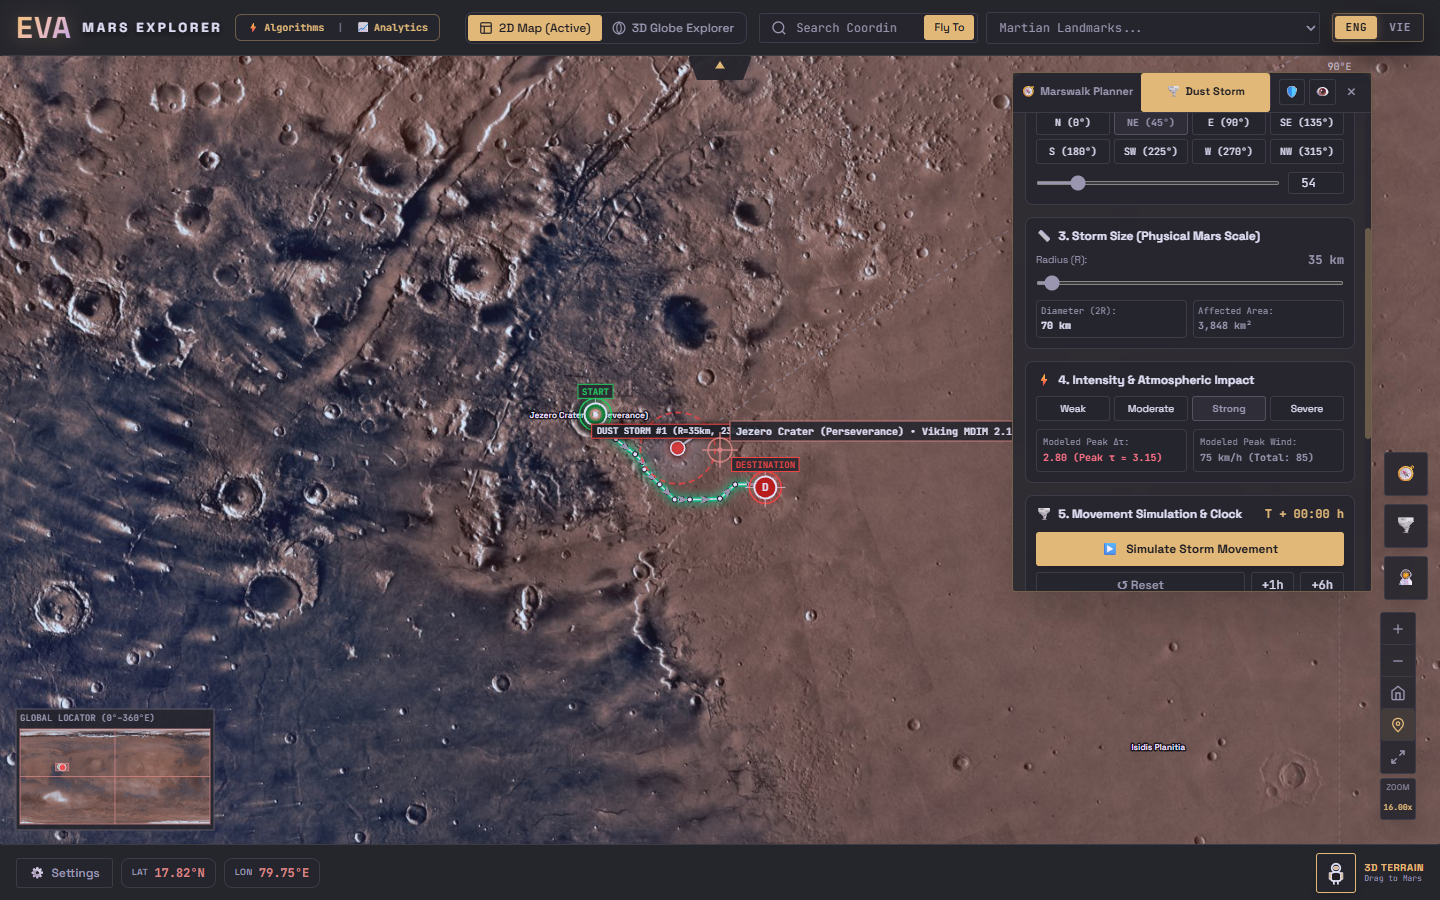 EVA MARS EXPLORER
Algorithms | Analytics
2D Map (Active)
3D Globe Explorer
Search Coordin
Fly To
Martian Landmarks...
ENG
VIE
90°E
Marswalk Planner
Dust Storm
×
N (0°)
NE (45°)
E (90°)
SE (135°)
S (180°)
SW (225°)
W (270°)
NW (315°)
54
3. Storm Size (Physical Mars Scale)
Radius (R):
35 km
Diameter (2R):
70 km
Affected Area:
3,848 km²
4. Intensity & Atmospheric Impact
Weak
Moderate
Strong
Severe
Modeled Peak Δτ:
2.80 (Peak τ = 3.15)
Modeled Peak Wind:
75 km/h (Total: 85)
5. Movement Simulation & Clock
T + 00:00 h
Simulate Storm Movement
↺ Reset
+1h
+6h
START
Jezero Crater
verance)
DUST STORM #1 (R=35km, 23
Jezero Crater (Perseverance) • Viking MDIM 2.1
DESTINATION
D
Isidis Planitia
GLOBAL LOCATOR (0°–360°E)
+
−
ZOOM
16.00x
Settings
LAT 17.82°N
LON 79.75°E
3D TERRAIN
Drag to Mars